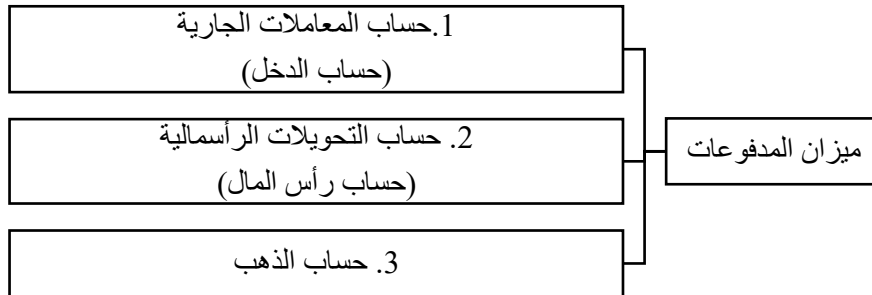 ميزان المدفوعات
1.حساب المعاملات الجارية
(حساب الدخل)
2. حساب التحويلات الرأسمالية
(حساب رأس المال)
3. حساب الذهب